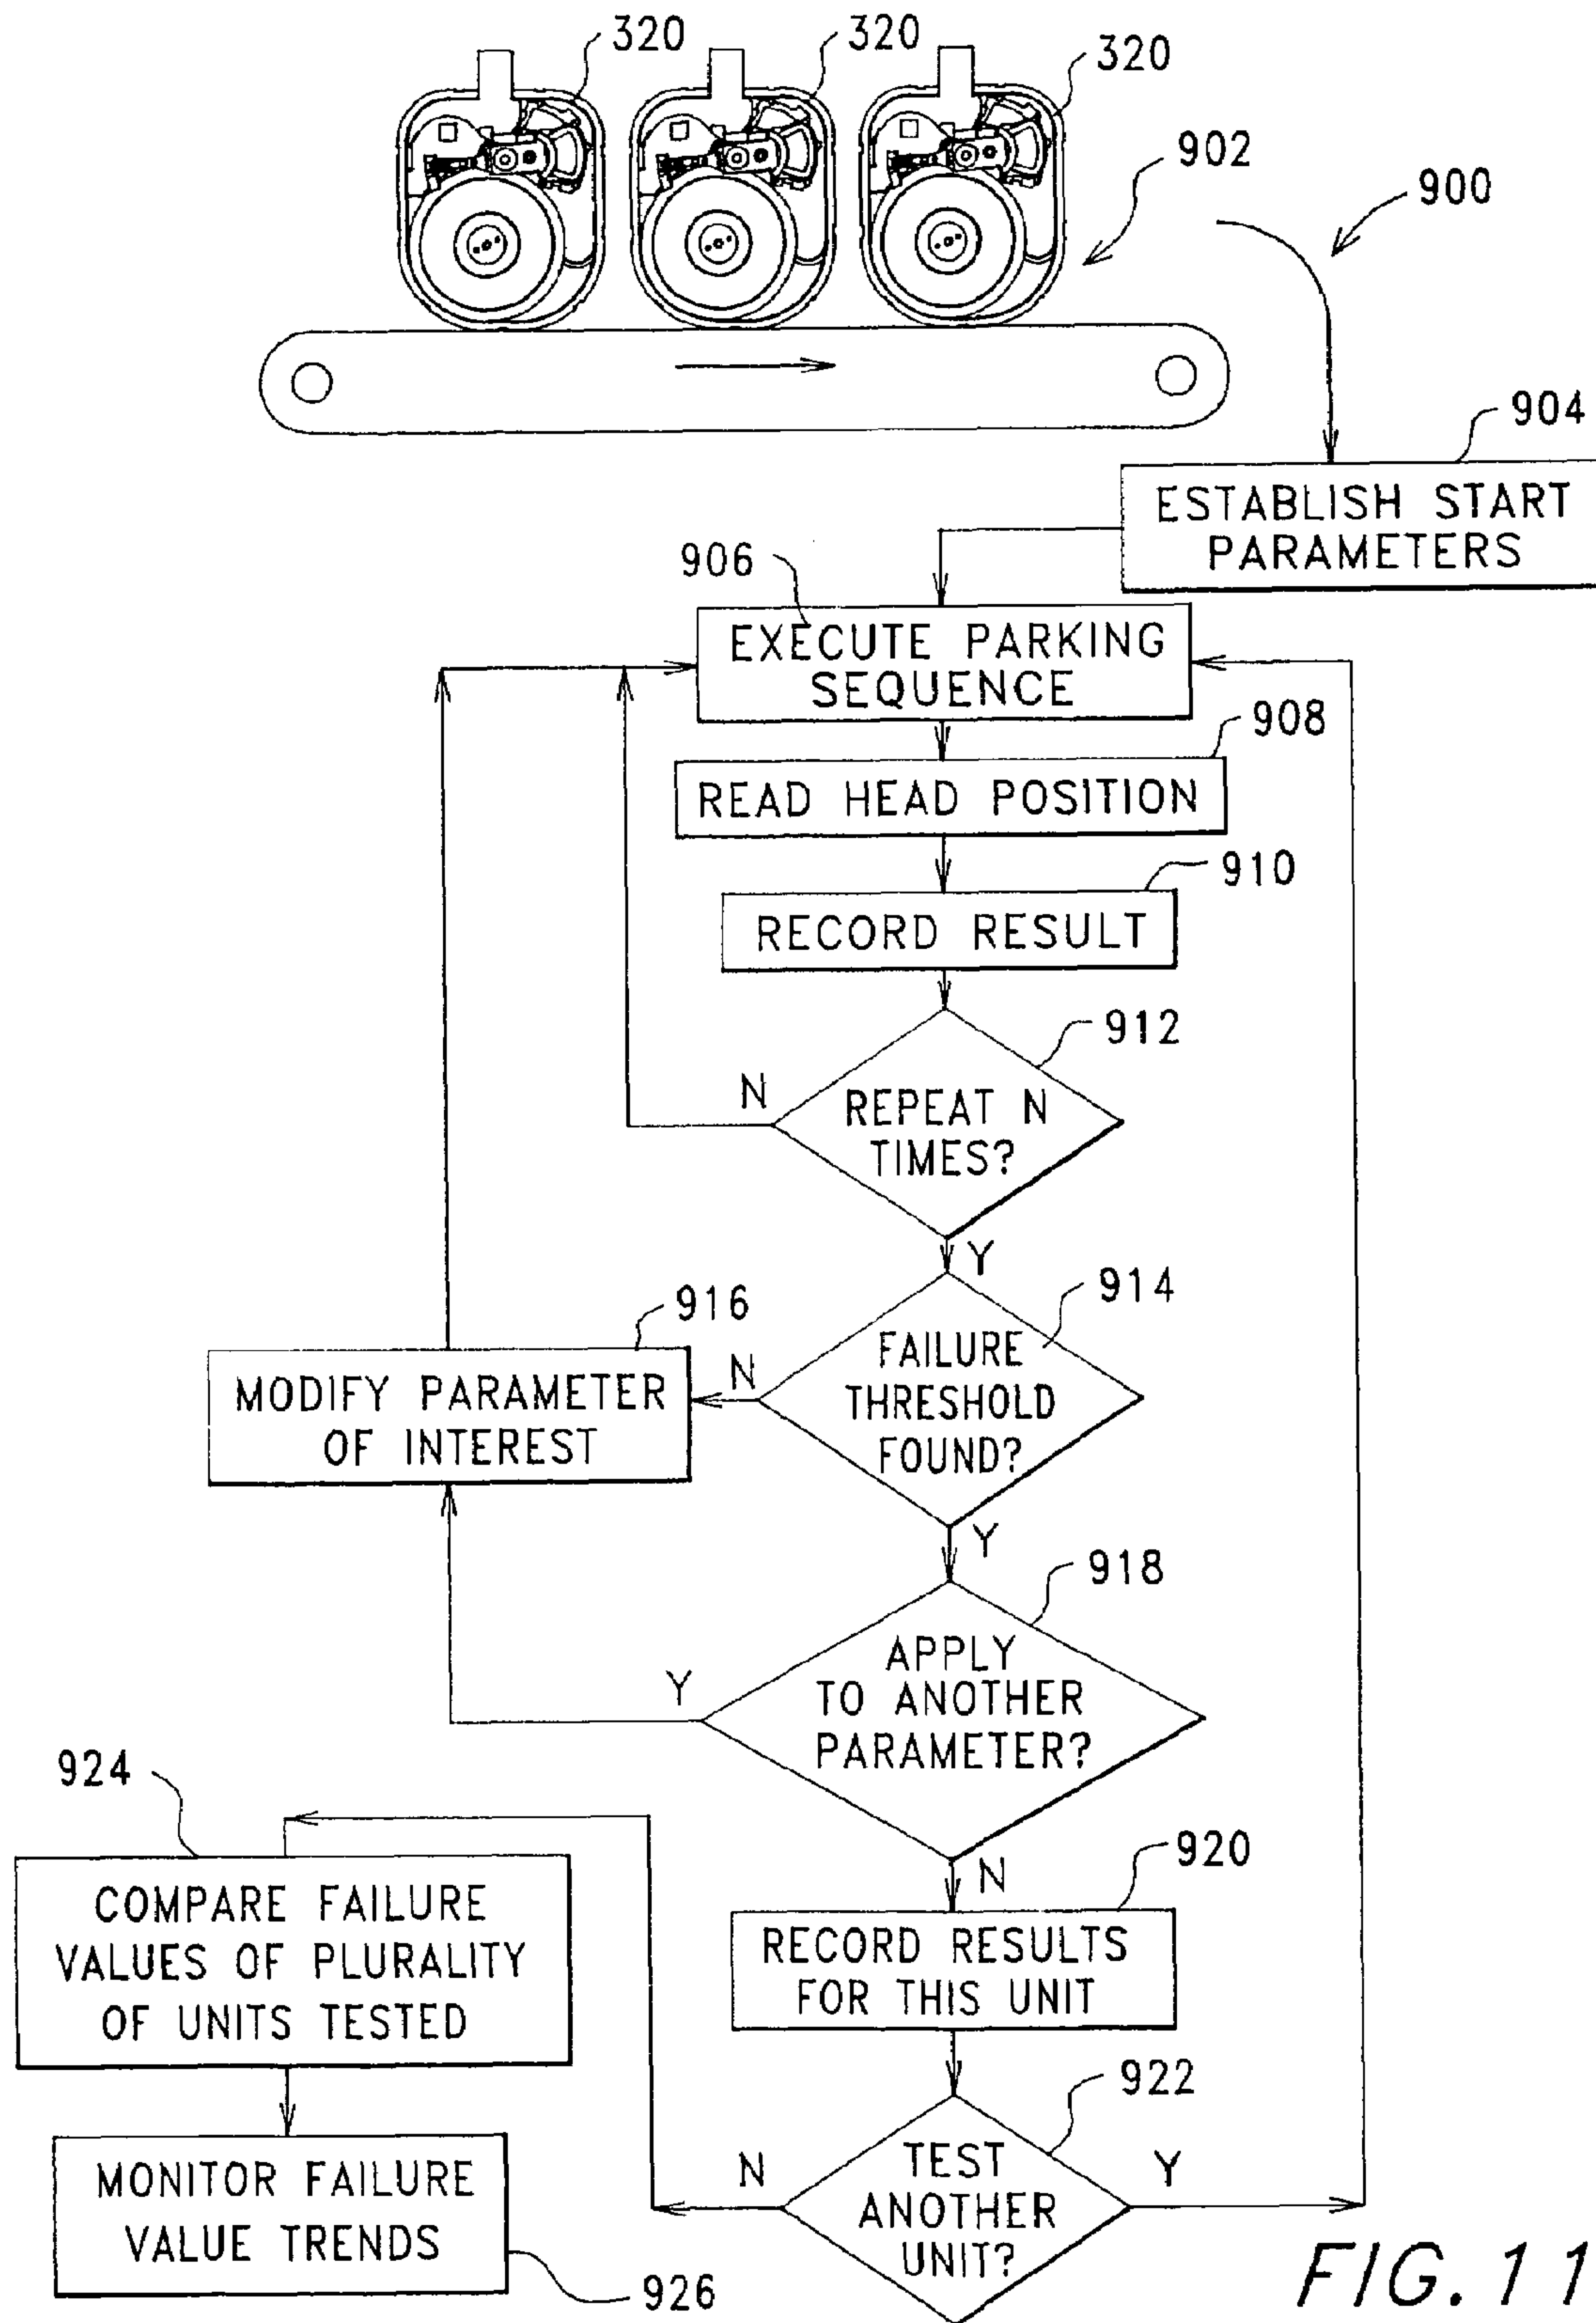 320
320
320
902
900
904
ESTABLISH START
PARAMETERS
906
EXECUTE PARKING
SEQUENCE
908
READ HEAD POSITION
910
RECORD RESULT
912
N
REPEAT N
TIMES?
Y
914
916
FAILURE
THRESHOLD
FOUND?
N
MODIFY PARAMETER
OF INTEREST
Y
918
APPLY
TO ANOTHER
PARAMETER?
Y
924
920
N
COMPARE FAILURE
VALUES OF PLURALITY
OF UNITS TESTED
RECORD RESULTS
FOR THIS UNIT
922
TEST
ANOTHER
UNIT?
N
Y
MONITOR FAILURE
VALUE TRENDS
926
FIG. 11